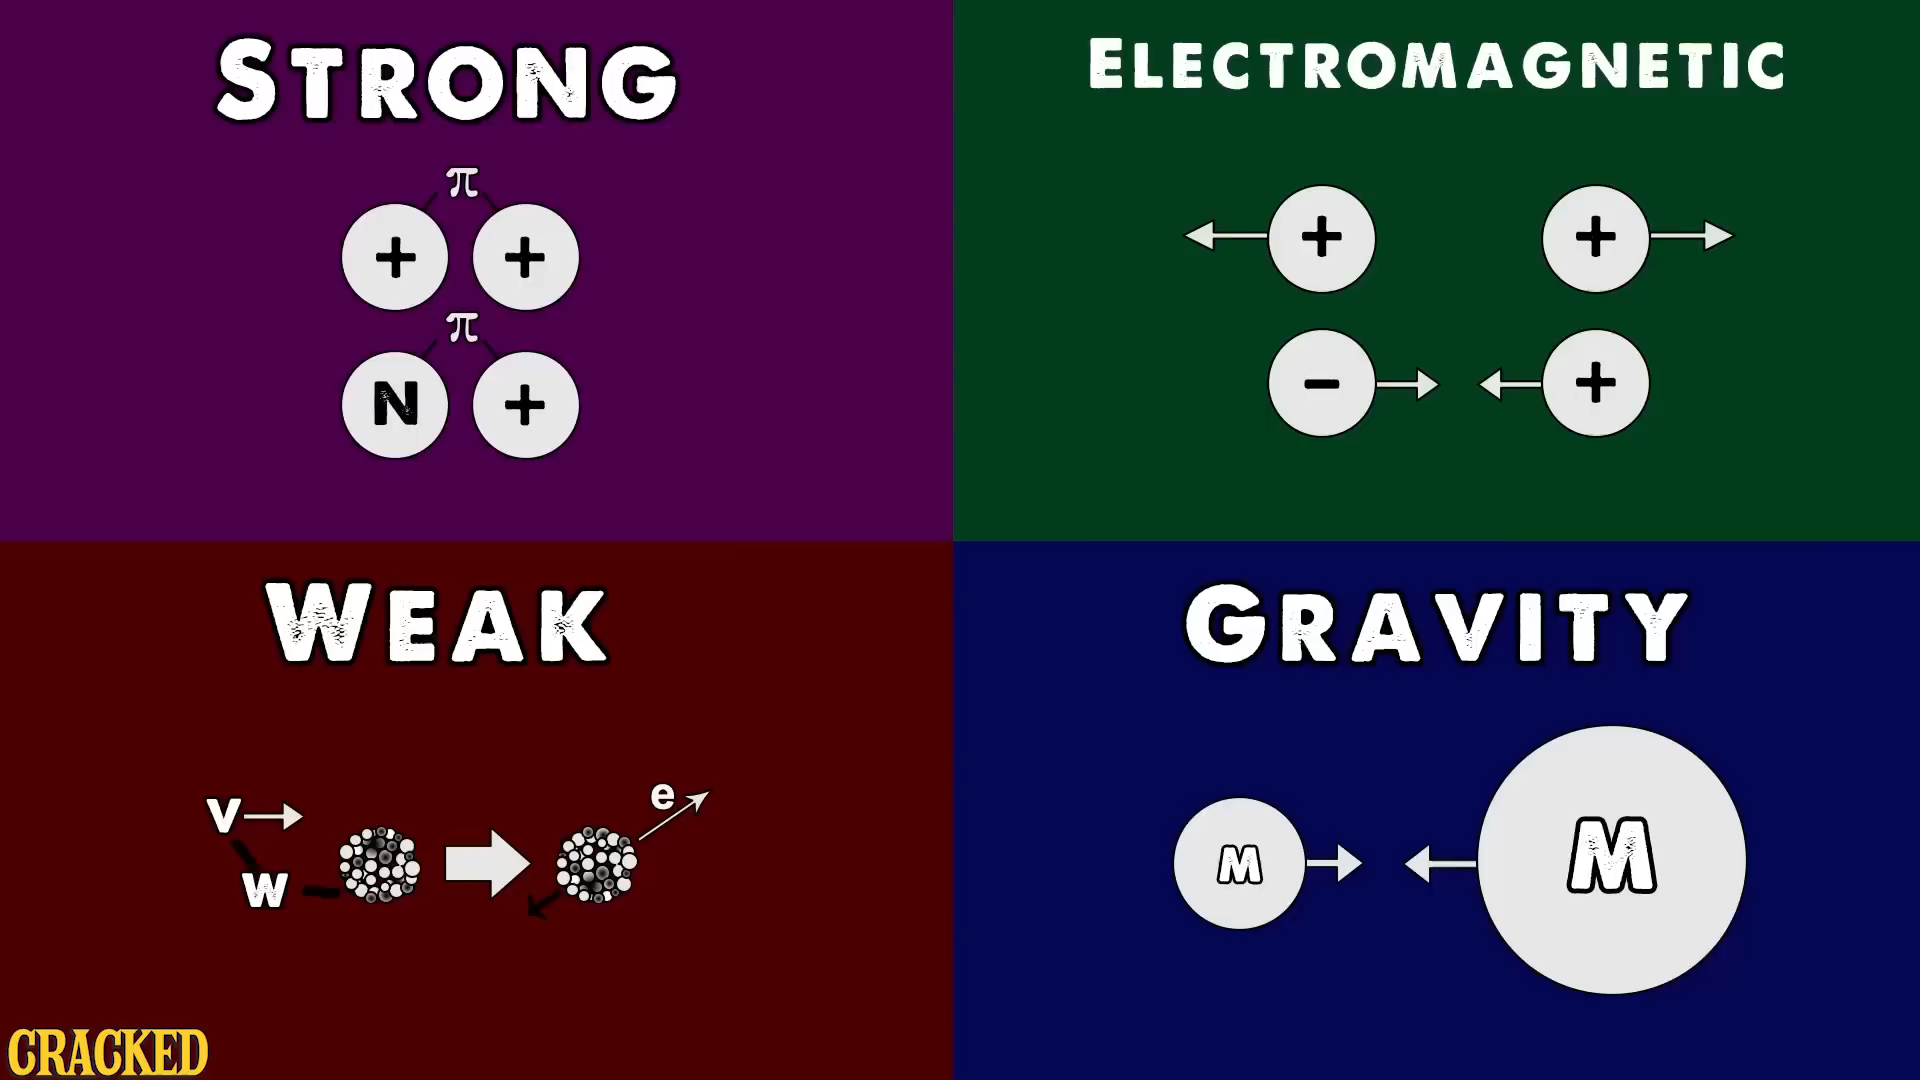 STRONG
π
+ +
π
N +
ELECTROMAGNETIC
+ +
- +
WEAK
V
W
e
GRAVITY
M M
CRACKED